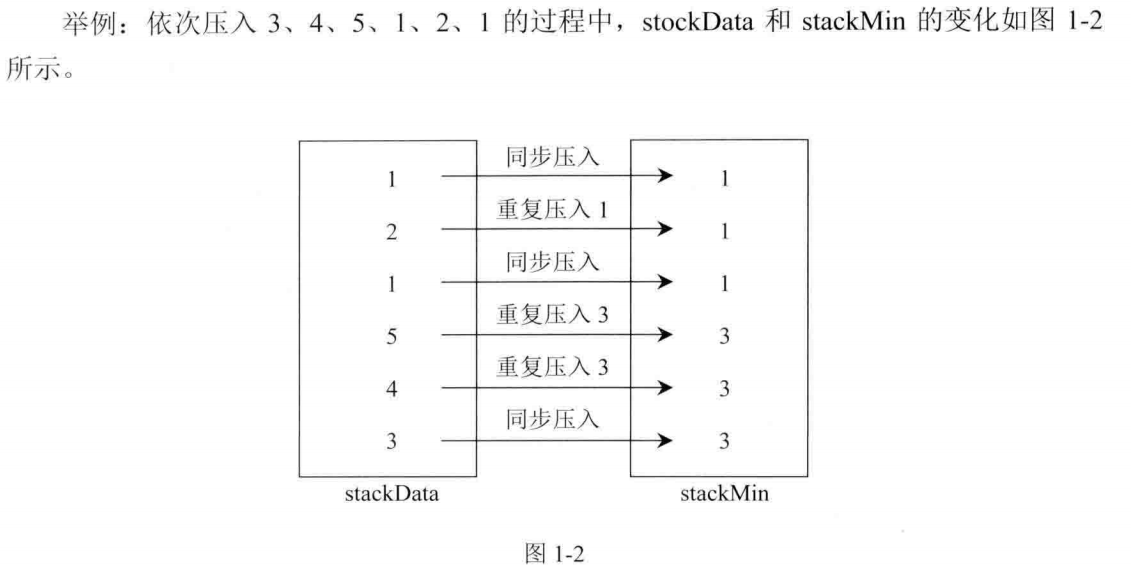 举例：依次压入 3、4、5、1、2、1 的过程中，stockData 和 stackMin 的变化如图 1-2
所示。
同步压入
1 1
重复压入 1
2 1
同步压入
1 1
重复压入 3
5 3
重复压入 3
4 3
同步压入
3 3
stackData stackMin
图 1-2